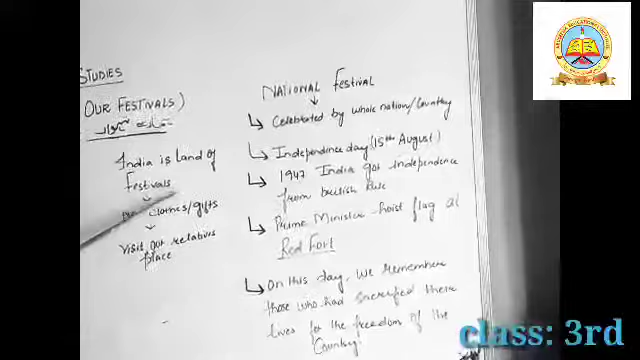 STUDIES
(OUR FESTIVALS)
India is land of
Festivals
clothes/gifts
Visit our relatives
place
NATIONAL Festival
Celebrated by whole nation/Country
Independence day (15th August)
1947 India got independence
from british Rule
Prime Minister hoist flag at
Red Fort
On this day, we remember
those who had sacrificed there
lives for the freedom of the
Country.
class: 3rd